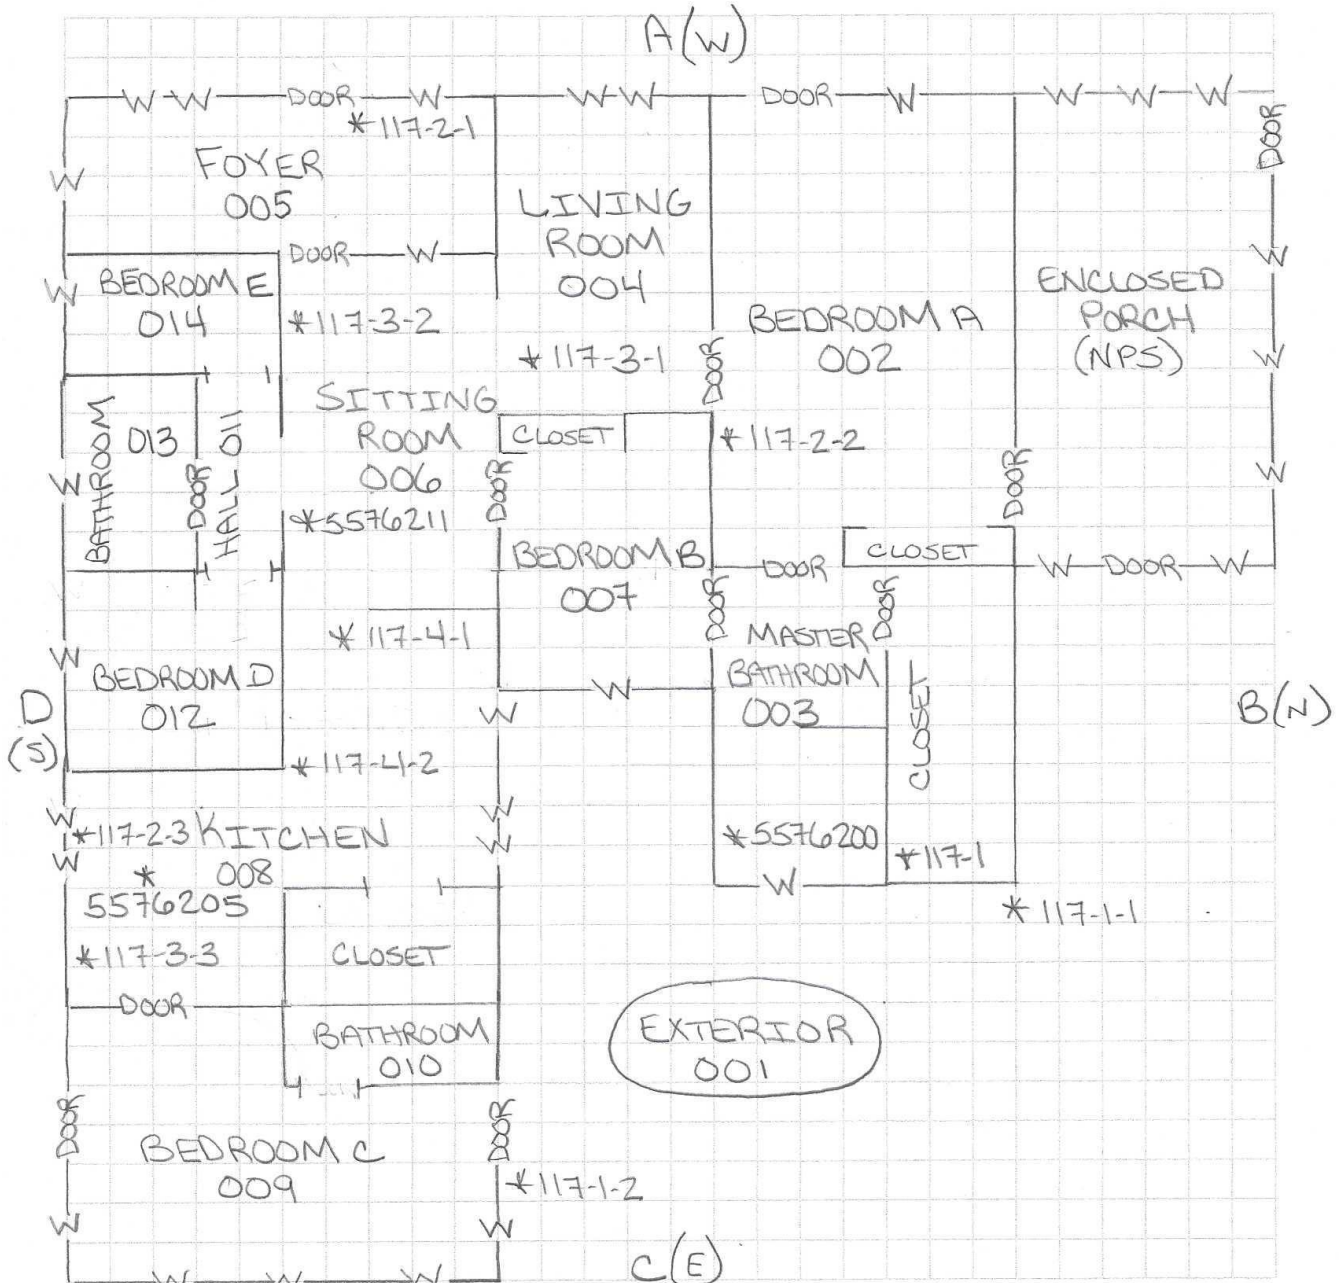 A(W)
W W DOOR W W W DOOR W W W W
*117-2-1
DOOR
FOYER
005
W
LIVING
ROOM
004
DOOR W
W
BEDROOM E
014
*117-3-2
W
ENCLOSED
PORCH
(NPS)
BEDROOM A
002
*117-3-1
DOOR
W
SITTING
ROOM
006
BATHROOM
013
HALL 011
DOOR
W
CLOSET
*117-2-2
DOOR
DOOR
W
*5576211
BEDROOM B
007
DOOR
CLOSET
W DOOR W
*117-4-1
DOOR
DOOR
MASTER
BATHROOM
003
W
BEDROOM D
012
W
W
CLOSET
D
(S)
B(N)
*117-4-2
W
*117-2-3 KITCHEN
008
W
W
W
*
5576205
*5576200
*117-1
W
*117-1-1
*117-3-3
CLOSET
DOOR
BATHROOM
010
EXTERIOR
001
DOOR
DOOR
BEDROOM C
009
*117-1-2
W
W
C(E)
W W W